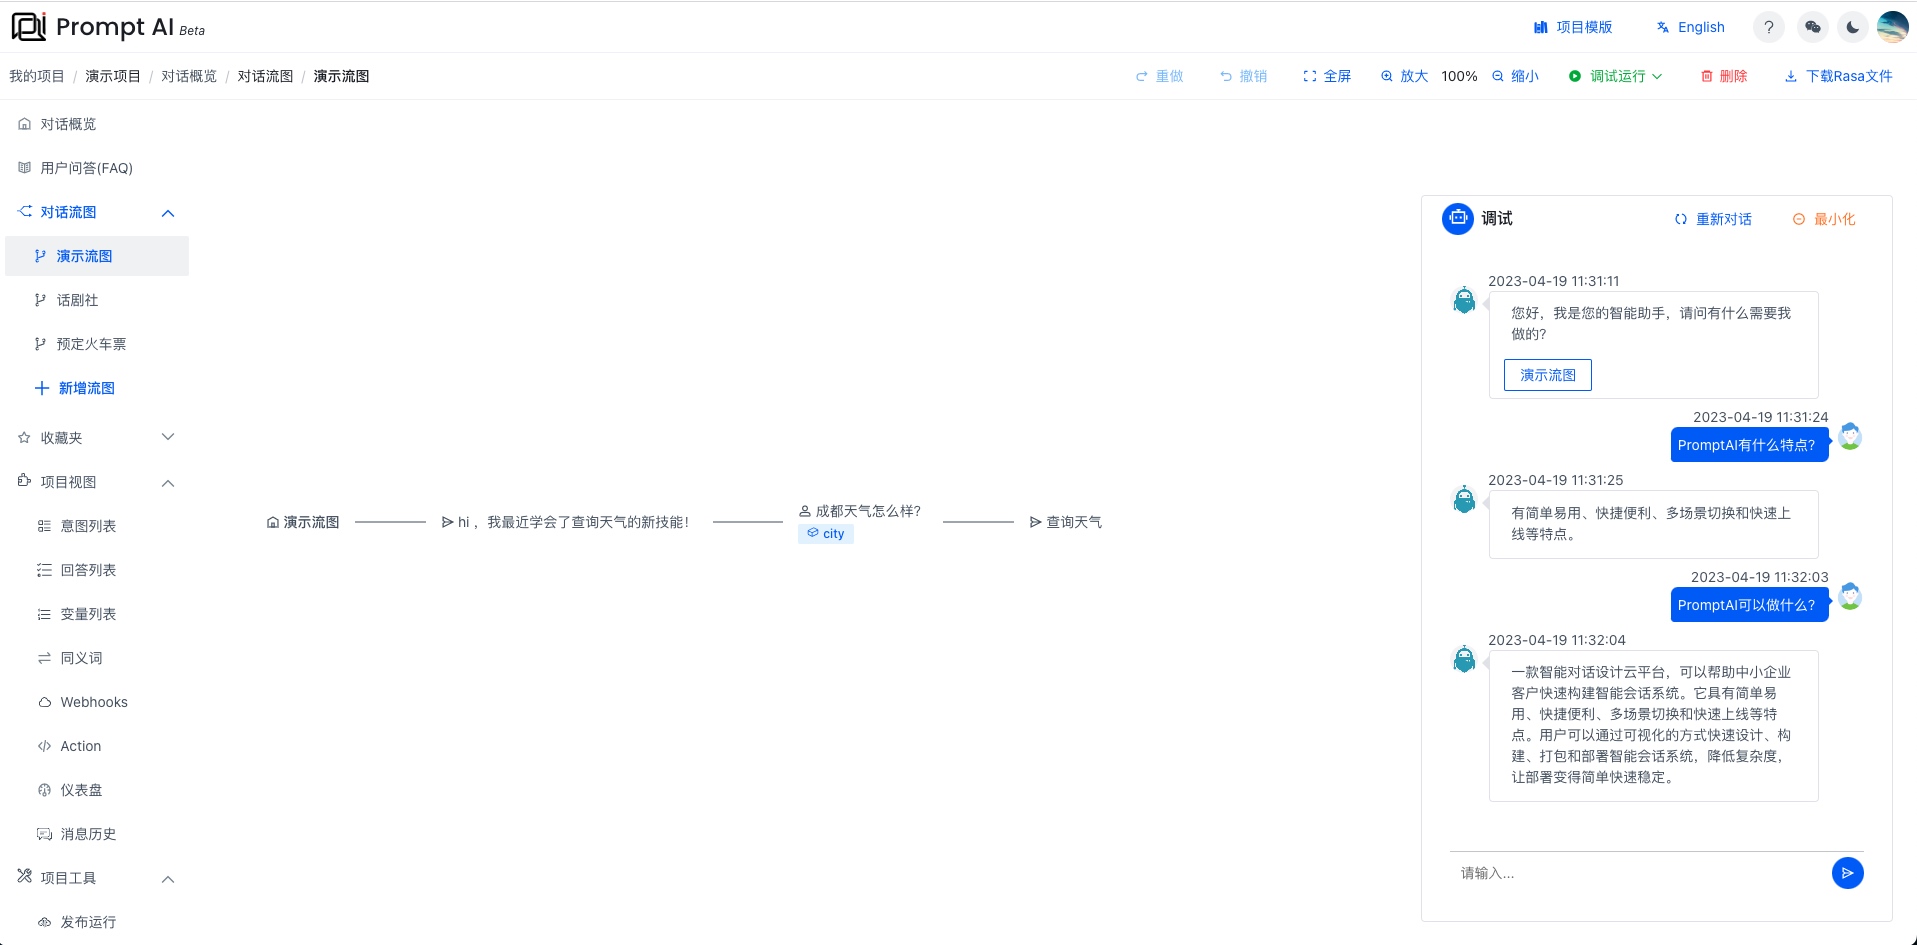 Prompt AI Beta
项目模版
English
我的项目 / 演示项目 / 对话概览 / 对话流图 / 演示流图
重做
撤销
全屏
放大 100% 缩小
调试运行
删除
下载Rasa文件
对话概览
用户问答(FAQ)
对话流图
演示流图
话剧社
预定火车票
新增流图
收藏夹
项目视图
意图列表
回答列表
变量列表
同义词
Webhooks
Action
仪表盘
消息历史
项目工具
发布运行
演示流图
hi ，我最近学会了查询天气的新技能！
成都天气怎么样?
city
查询天气
调试
重新对话
最小化
2023-04-19 11:31:11
您好，我是您的智能助手，请问有什么需要我
做的?
演示流图
2023-04-19 11:31:24
PromptAI有什么特点?
2023-04-19 11:31:25
有简单易用、快捷便利、多场景切换和快速上
线等特点。
2023-04-19 11:32:03
PromptAI可以做什么?
2023-04-19 11:32:04
一款智能对话设计云平台，可以帮助中小企业
客户快速构建智能会话系统。它具有简单易
用、快捷便利、多场景切换和快速上线等特
点。用户可以通过可视化的方式快速设计、构
建、打包和部署智能会话系统，降低复杂度，
让部署变得简单快速稳定。
请输入...